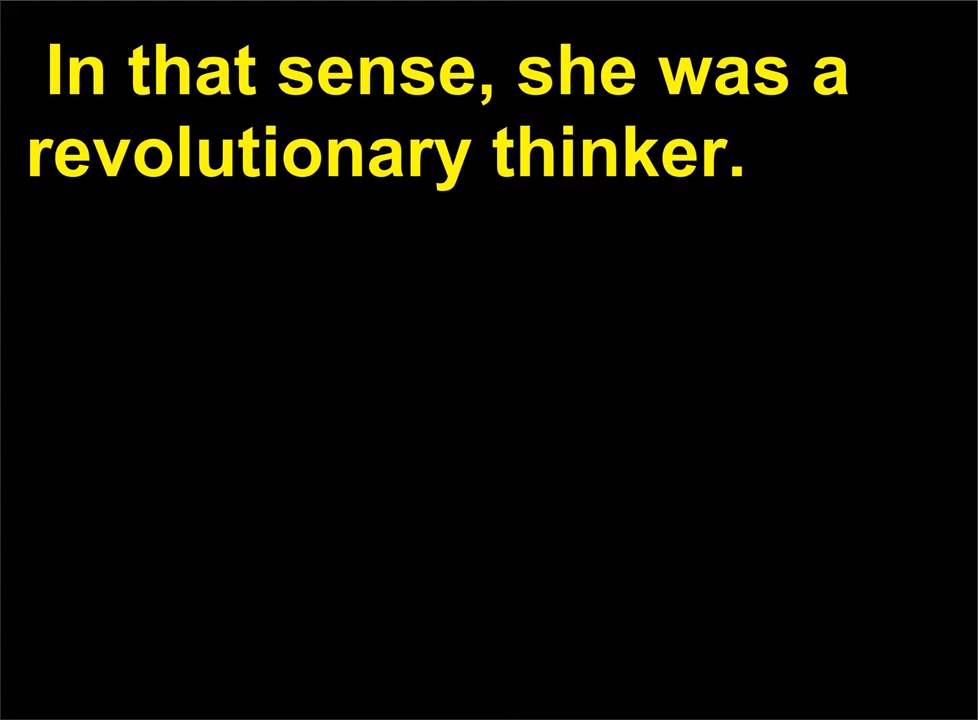 In that sense, she was a
revolutionary thinker.